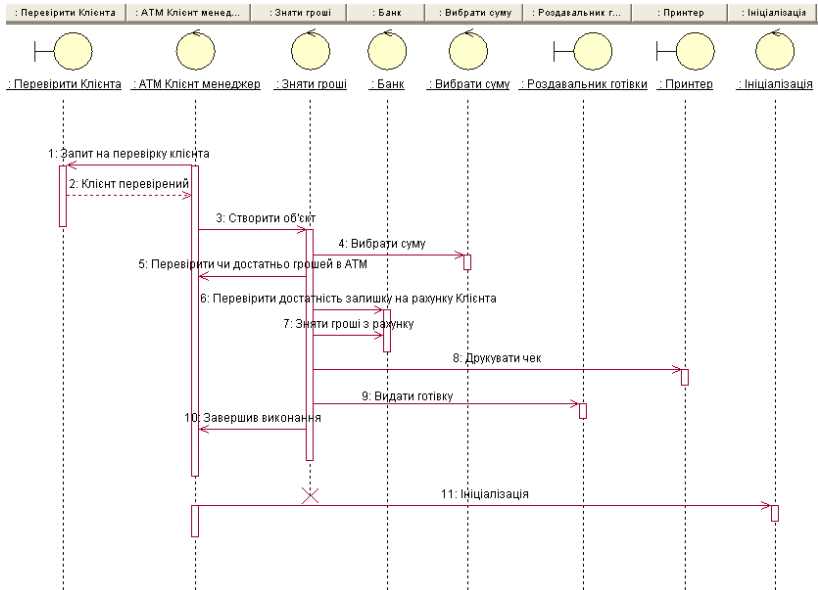 : Перевірити Клієнта
: АТМ Клієнт менед...
: Зняти гроші
: Банк
: Вибрати суму
: Роздавальник г...
: Принтер
: Ініціалізація
: Перевірити Клієнта
: АТМ Клієнт менеджер
: Зняти гроші
: Банк
: Вибрати суму
: Роздавальник готівки
: Принтер
: Ініціалізація
1: Запит на перевірку клієнта
2: Клієнт перевірений
3: Створити об'єкт
4: Вибрати суму
5: Перевірити чи достатньо грошей в АТМ
6: Перевірити достатність залишку на рахунку Клієнта
7: Зняти гроші з рахунку
8: Друкувати чек
9: Видати готівку
10: Завершив виконання
11: Ініціалізація